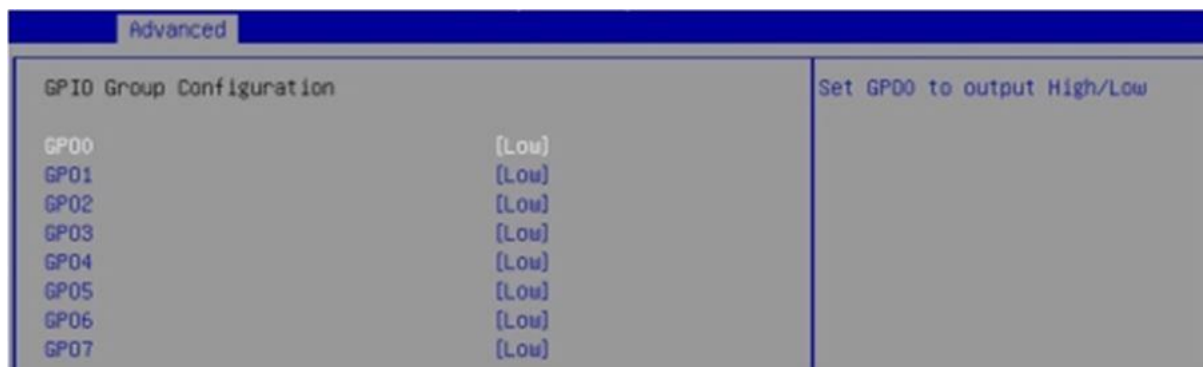 Advanced
GPIO Group Configuration
Set GPO0 to output High/Low
GPO0 [Low]
GPO1 [Low]
GPO2 [Low]
GPO3 [Low]
GPO4 [Low]
GPO5 [Low]
GPO6 [Low]
GPO7 [Low]